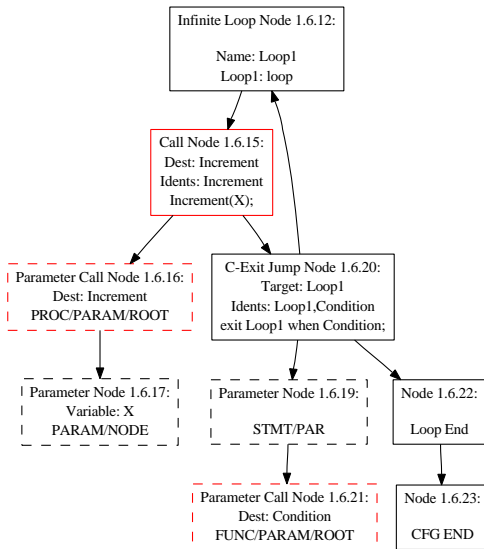 Infinite Loop Node 1.6.12:
Name: Loop1
Loop1: loop
Call Node 1.6.15:
Dest: Increment
Idents: Increment
Increment(X);
Parameter Call Node 1.6.16:
Dest: Increment
PROC/PARAM/ROOT
C-Exit Jump Node 1.6.20:
Target: Loop1
Idents: Loop1,Condition
exit Loop1 when Condition;
Parameter Node 1.6.17:
Variable: X
PARAM/NODE
Parameter Node 1.6.19:
STMT/PAR
Node 1.6.22:
Loop End
Parameter Call Node 1.6.21:
Dest: Condition
FUNC/PARAM/ROOT
Node 1.6.23:
CFG END